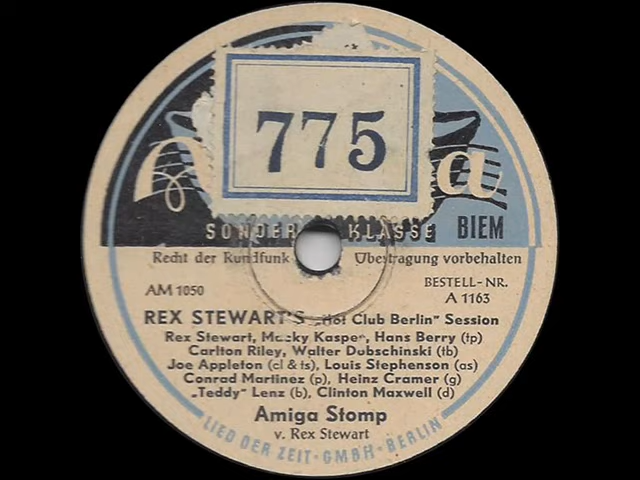 775
A a
SONDER KLASSE BIEM
Recht der Rundfunk Übertragung vorbehalten
AM 1050
BESTELL-NR.
A 1163
REX STEWART'S „Hot Club Berlin" Session
Rex Stewart, Macky Kasper, Hans Berry (tp)
Carlton Riley, Walter Dobschinski (tb)
Joe Appleton (cl & ts), Louis Stephenson (as)
Conrad Martinez (p), Heinz Cramer (g)
„Teddy" Lenz (b), Clinton Maxwell (d)
Amiga Stomp
v. Rex Stewart
LIED DER ZEIT · GMBH · BERLIN